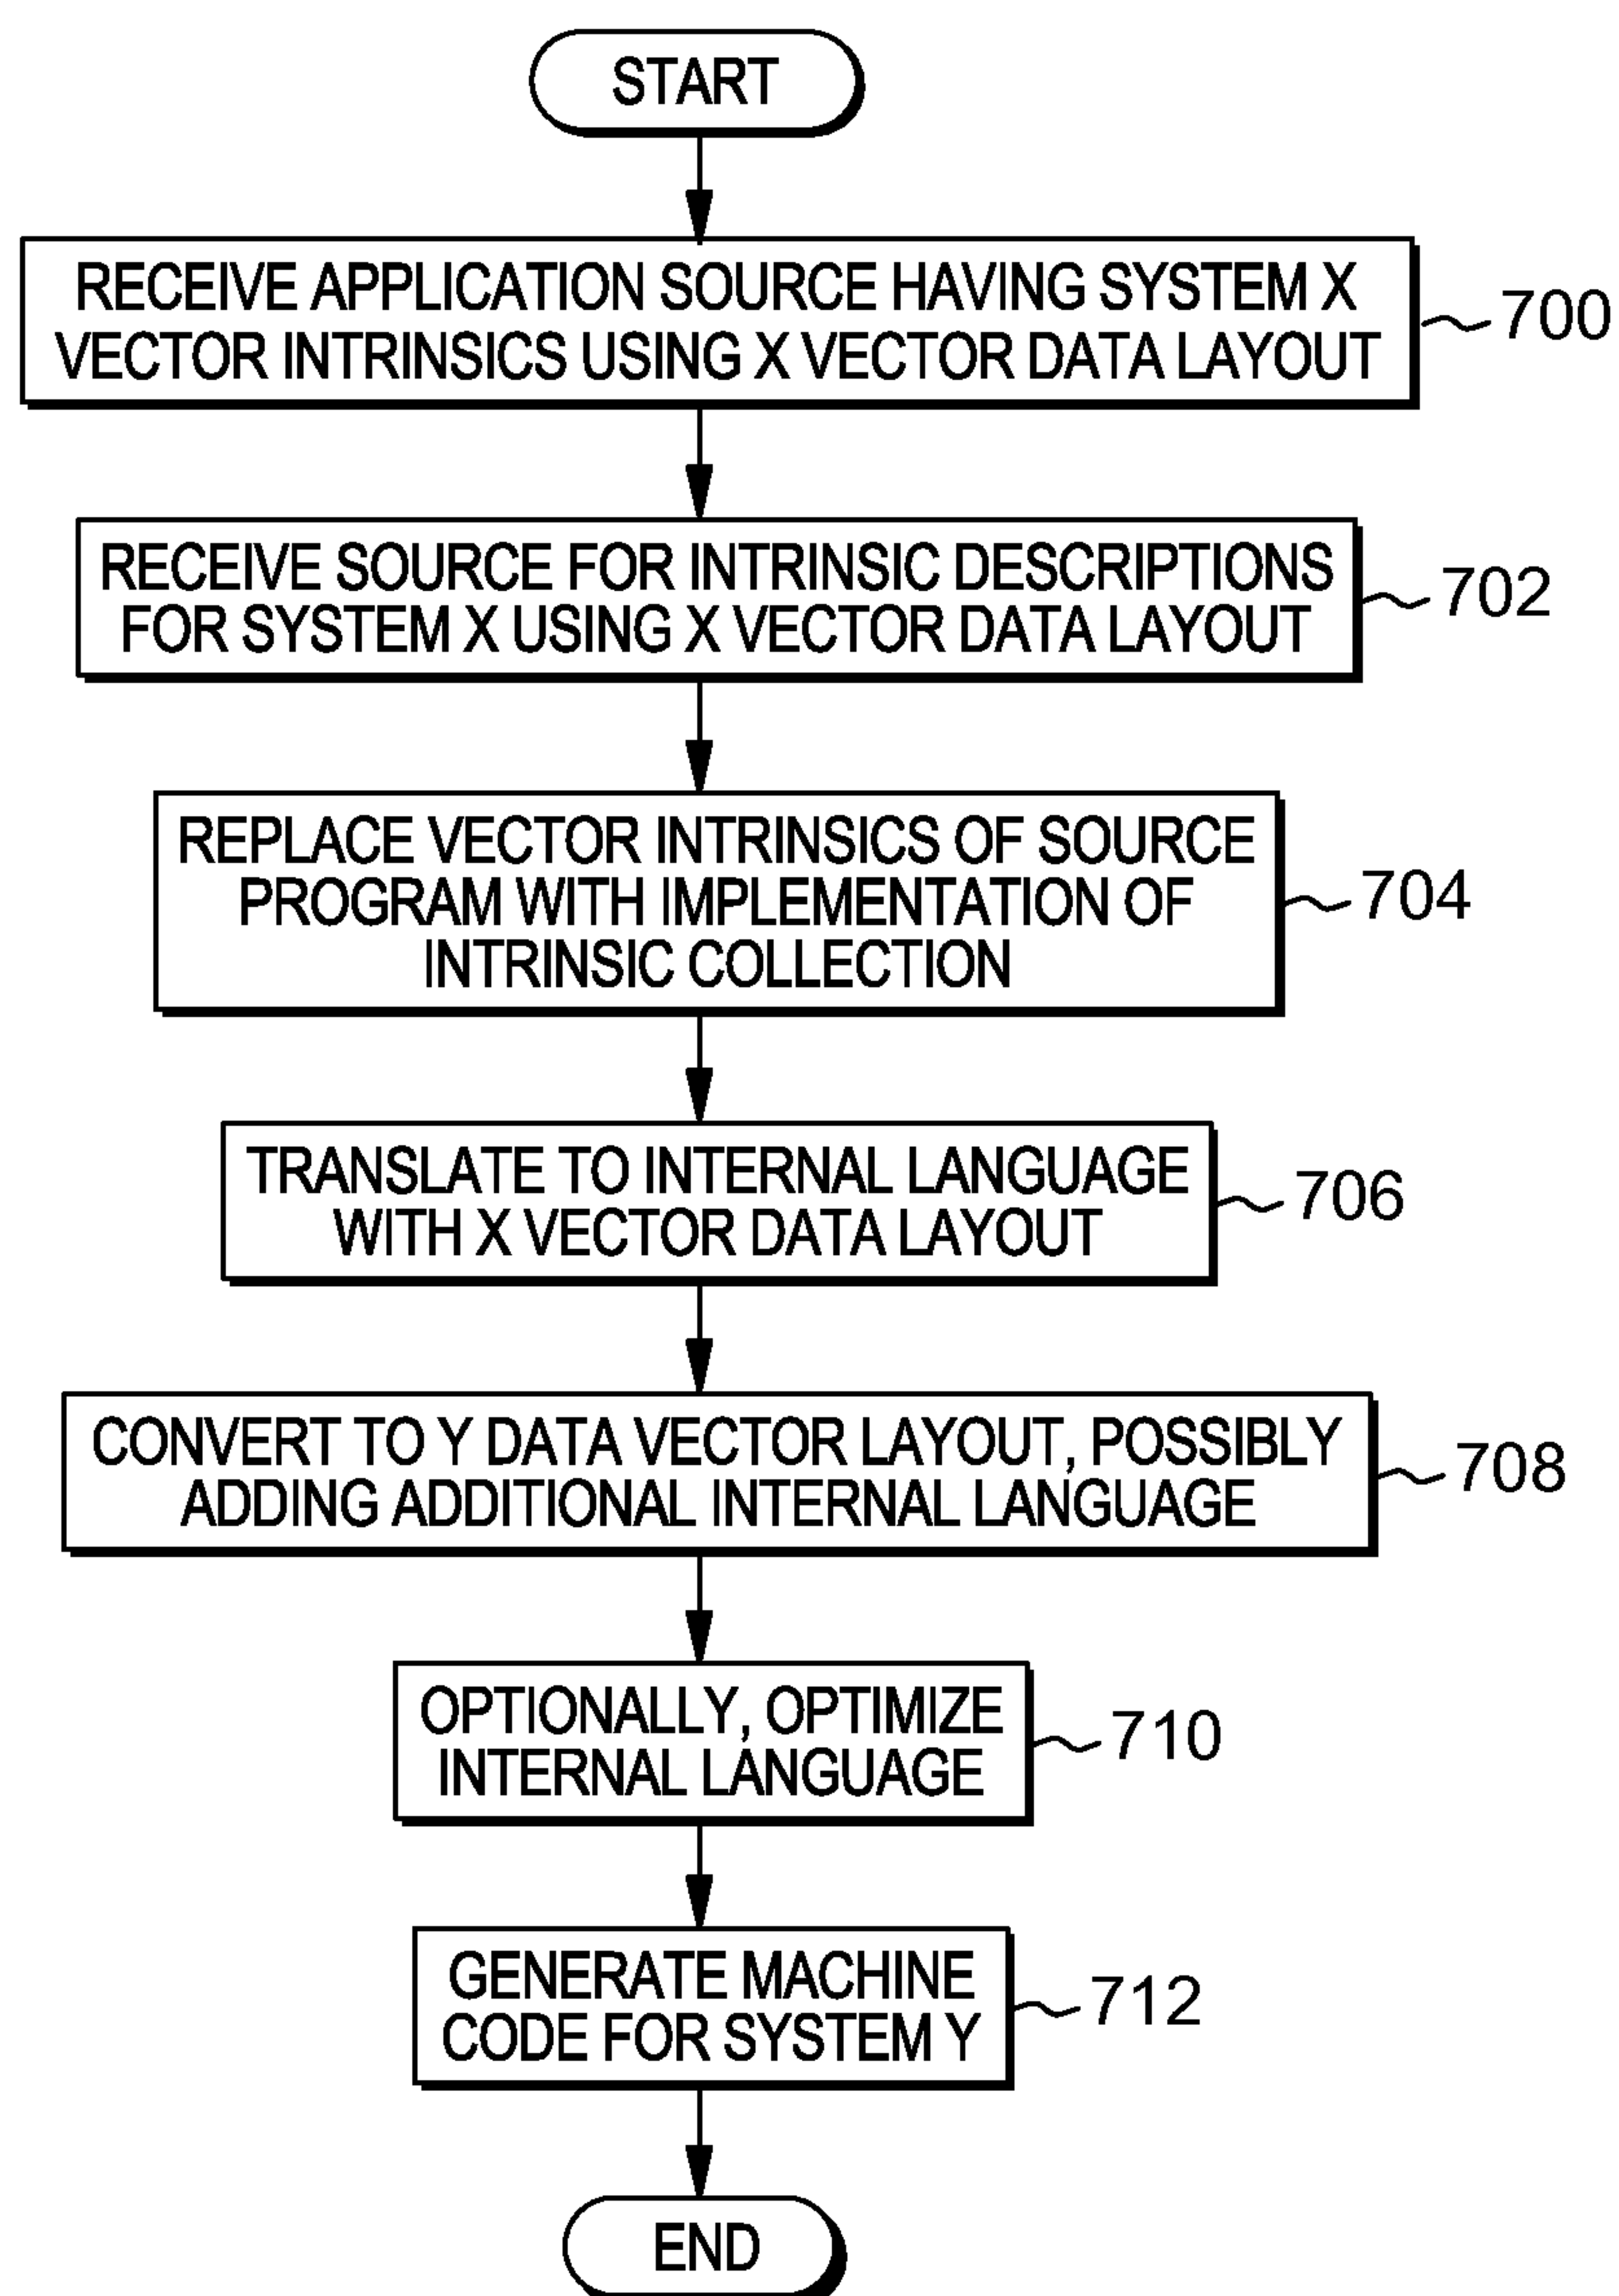 START
RECEIVE APPLICATION SOURCE HAVING SYSTEM X
VECTOR INTRINSICS USING X VECTOR DATA LAYOUT
700
RECEIVE SOURCE FOR INTRINSIC DESCRIPTIONS
FOR SYSTEM X USING X VECTOR DATA LAYOUT
702
REPLACE VECTOR INTRINSICS OF SOURCE
PROGRAM WITH IMPLEMENTATION OF
INTRINSIC COLLECTION
704
TRANSLATE TO INTERNAL LANGUAGE
WITH X VECTOR DATA LAYOUT
706
CONVERT TO Y DATA VECTOR LAYOUT, POSSIBLY
ADDING ADDITIONAL INTERNAL LANGUAGE
708
OPTIONALLY, OPTIMIZE
INTERNAL LANGUAGE
710
GENERATE MACHINE
CODE FOR SYSTEM Y
712
END